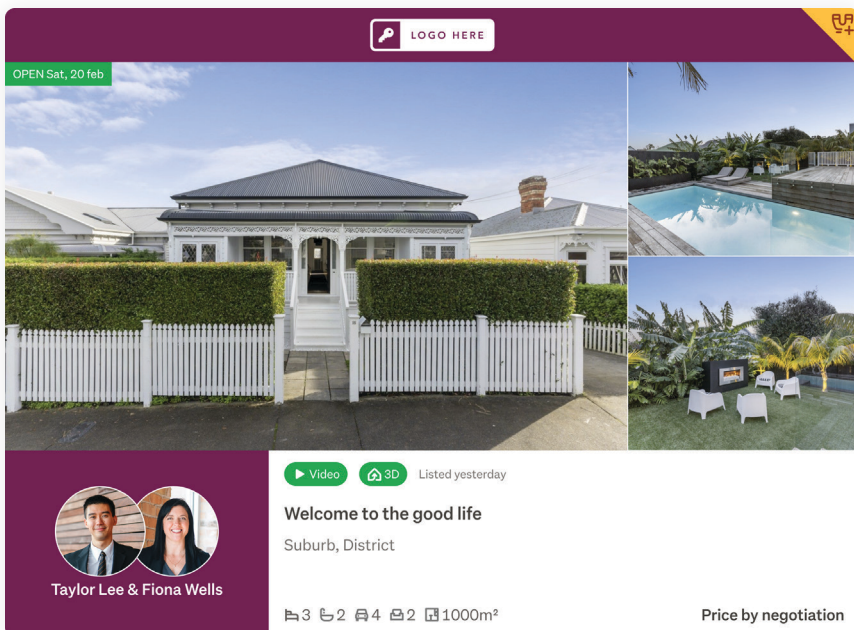 LOGO HERE
OPEN Sat, 20 feb
Video 3D Listed yesterday
Welcome to the good life
Suburb, District
Taylor Lee & Fiona Wells
3 2 4 2 1000m² Price by negotiation